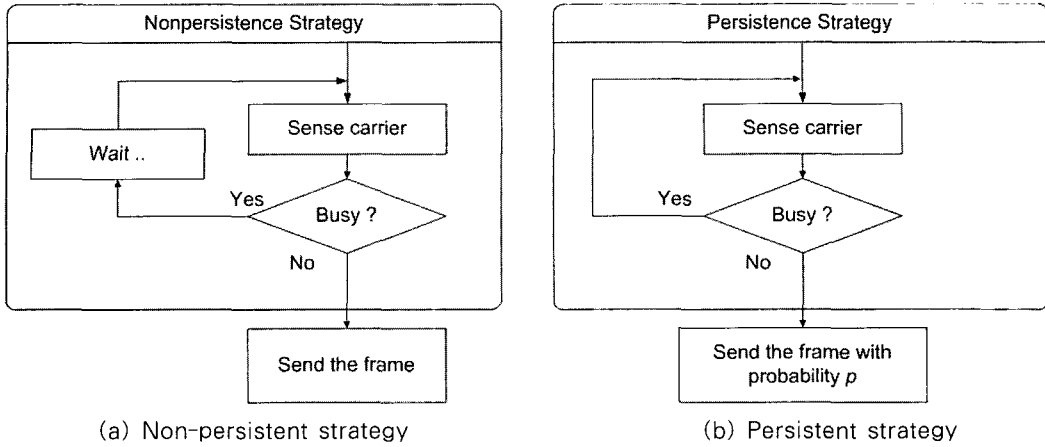 Nonpersistence Strategy
Sense carrier
Wait ..
Yes
Busy ?
No
Send the frame
(a) Non-persistent strategy
Persistence Strategy
Sense carrier
Yes
Busy ?
No
Send the frame with
probability p
(b) Persistent strategy